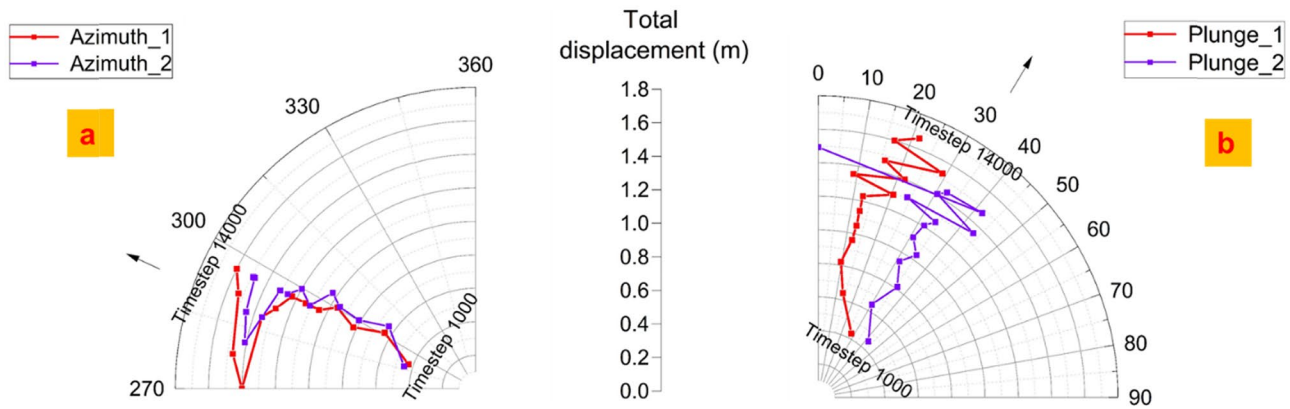 Azimuth_1
Azimuth_2
a
270
300
330
360
Timestep 14000
Timestep 1000
Total
displacement (m)
1.8
1.6
1.4
1.2
1.0
0.8
0.6
0.4
0.2
0.0
Plunge_1
Plunge_2
b
0
10
20
30
40
50
60
70
80
90
Timestep 14000
Timestep 1000